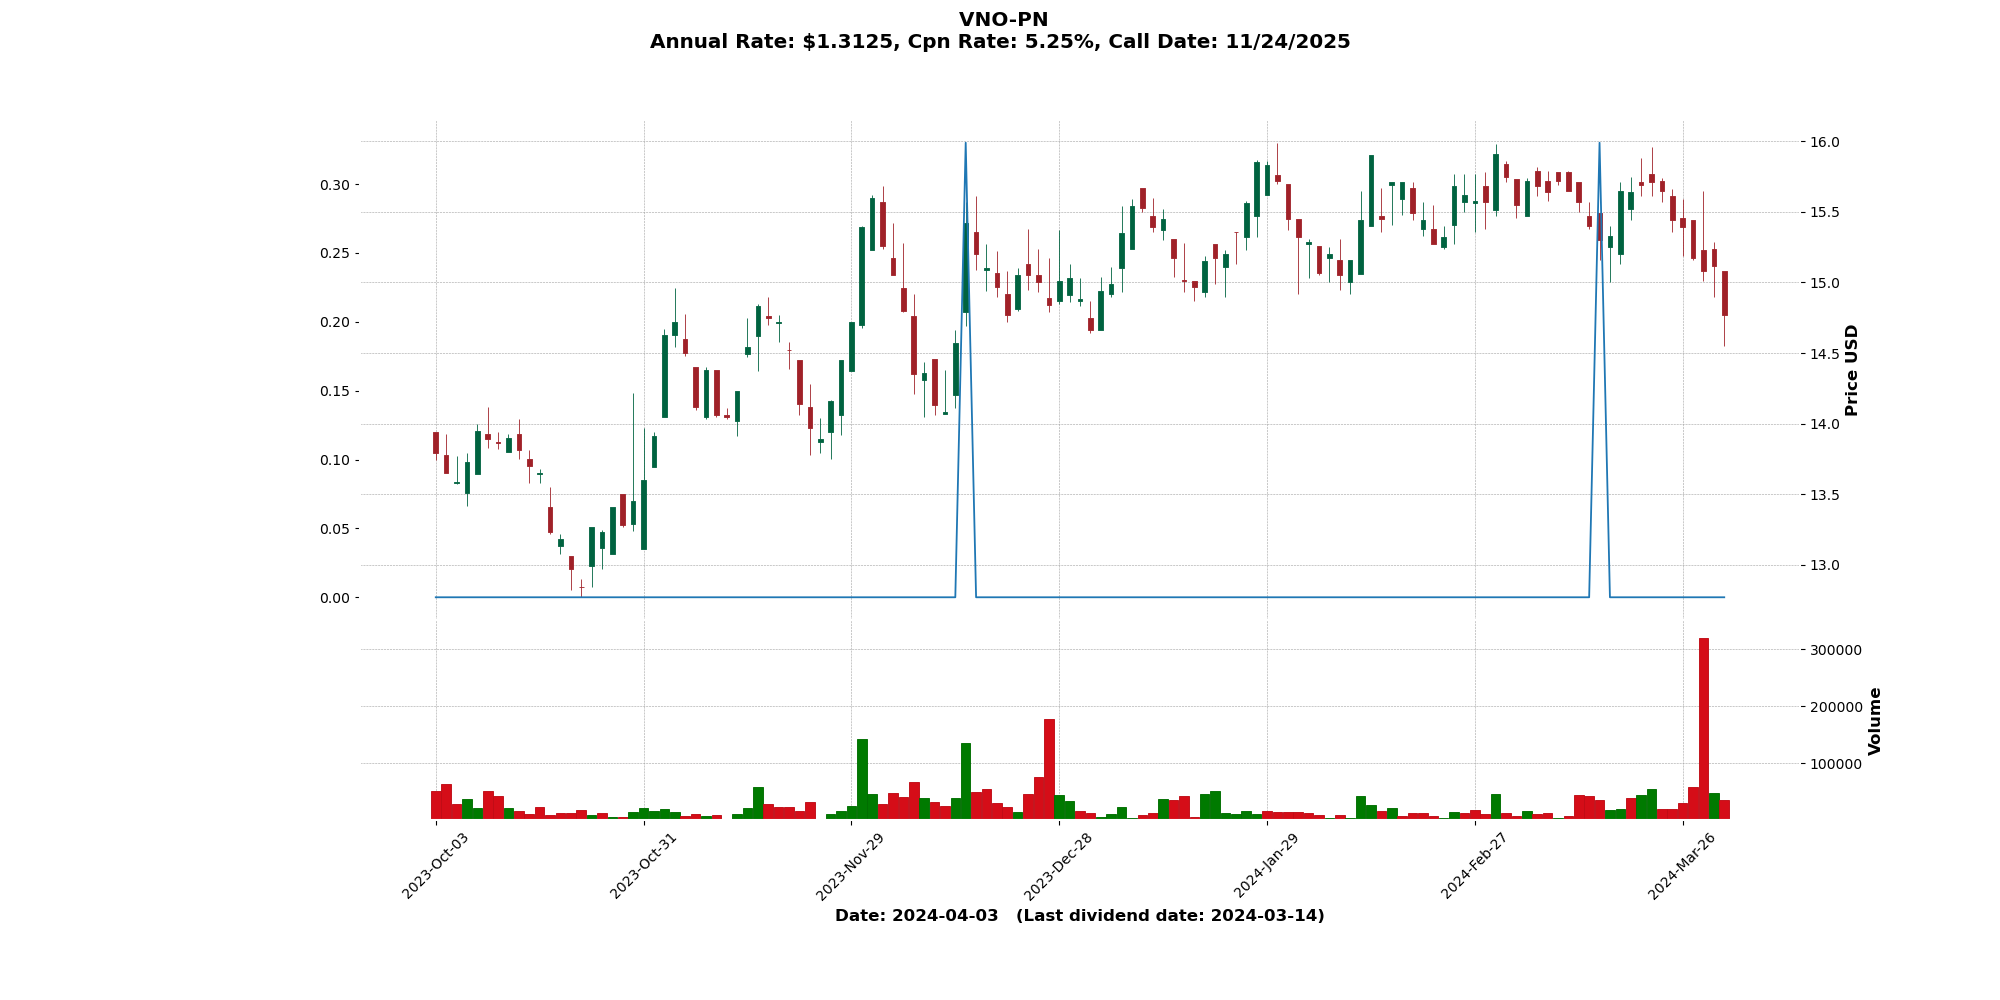 VNO-PN
Annual Rate: $1.3125, Cpn Rate: 5.25%, Call Date: 11/24/2025
0.30
0.25
0.20
0.15
0.10
0.05
0.00
16.0
15.5
15.0
14.5
14.0
13.5
13.0
Price USD
300000
200000
100000
Volume
2023-Oct-03
2023-Oct-31
2023-Nov-29
2023-Dec-28
2024-Jan-29
2024-Feb-27
2024-Mar-26
Date: 2024-04-03 (Last dividend date: 2024-03-14)